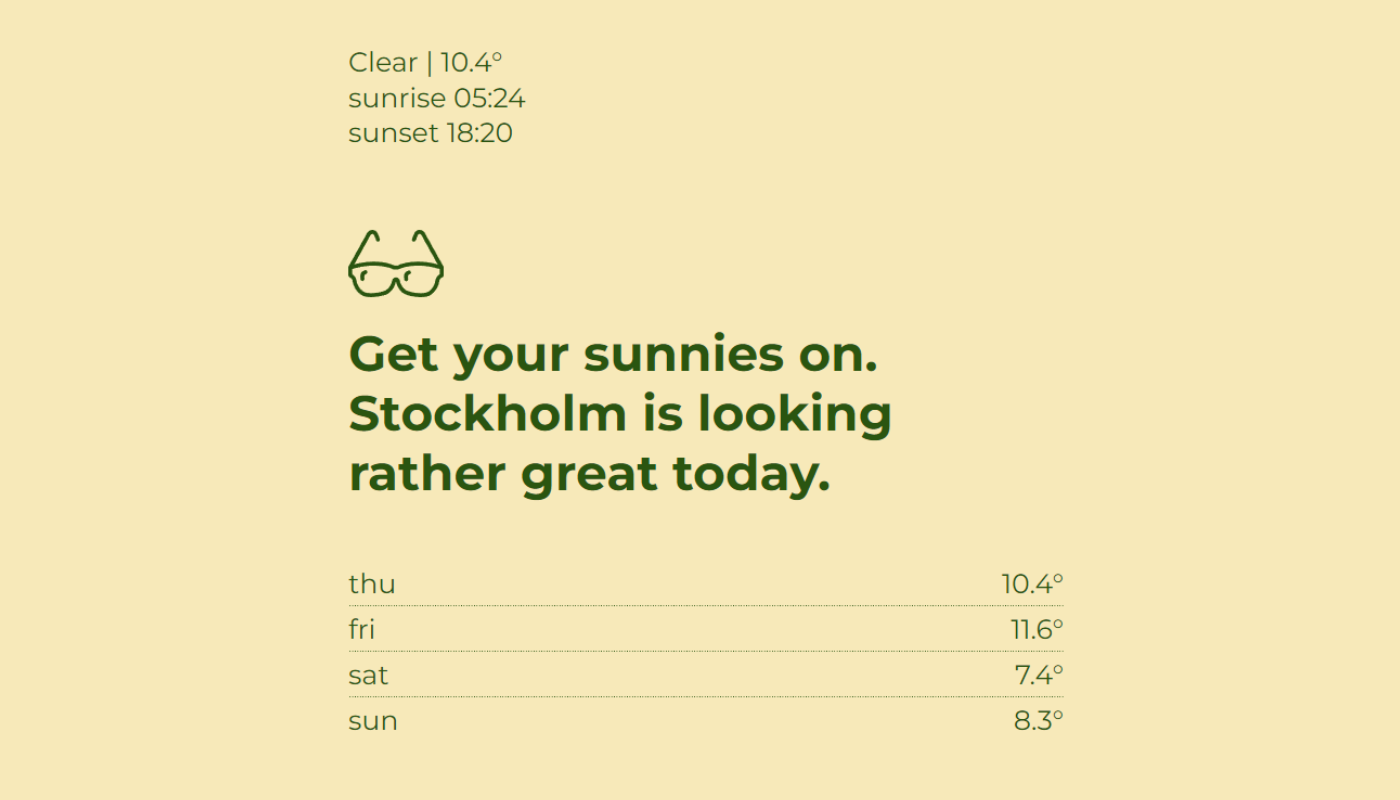 Clear | 10.4°
sunrise 05:24
sunset 18:20
Get your sunnies on.
Stockholm is looking
rather great today.
thu 10.4°
fri 11.6°
sat 7.4°
sun 8.3°